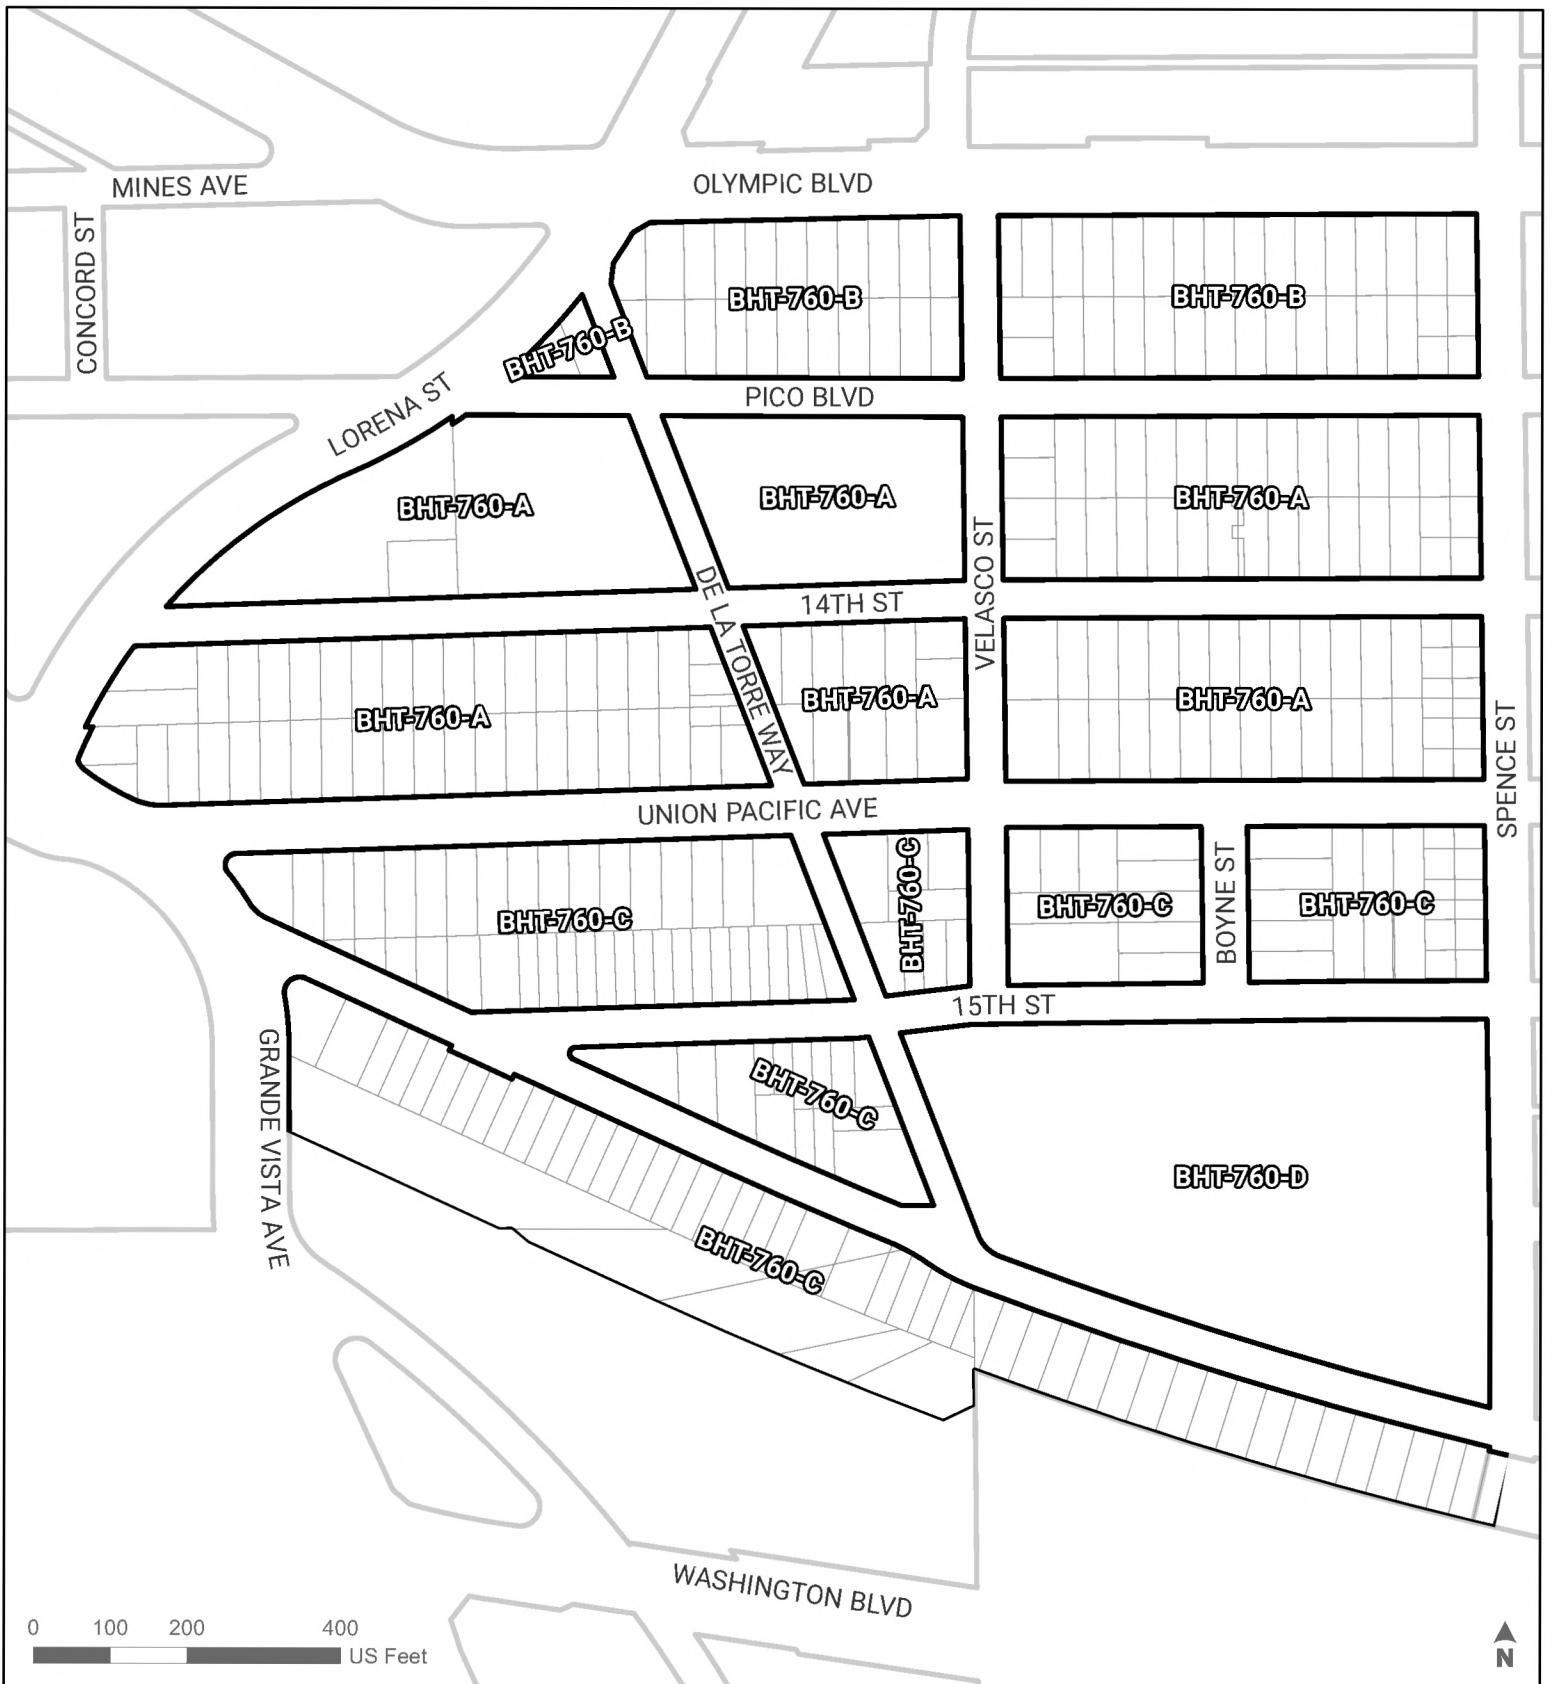 MINES AVE
OLYMPIC BLVD
CONCORD ST
BHT-760-B
BHT-760-B
BHT-760-B
LORENA ST
PICO BLVD
BHT-760-A
BHT-760-A
BHT-760-A
VELASCO ST
DE LA TORRE WAY
14TH ST
BHT-760-A
BHT-760-A
BHT-760-A
SPENCE ST
UNION PACIFIC AVE
BHT-760-C
BHT-760-C
BHT-760-C
BOYNE ST
BHT-760-C
15TH ST
GRANDE VISTA AVE
BHT-760-C
BHT-760-D
BHT-760-C
WASHINGTON BLVD
0 100 200 400
US Feet
N